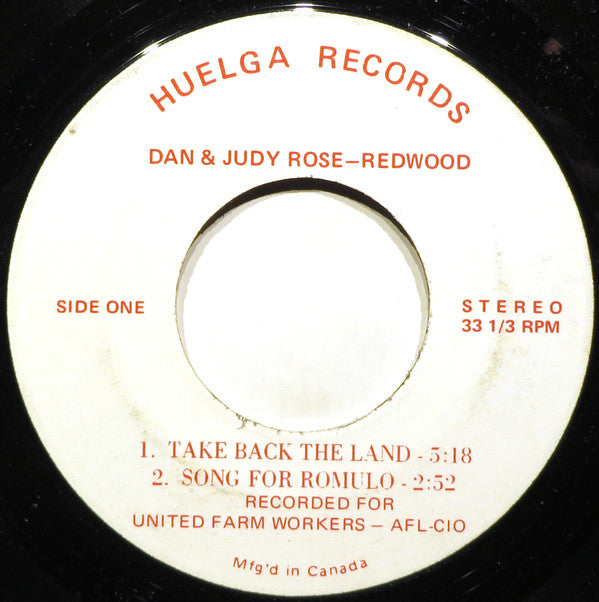 HUELGA RECORDS
DAN & JUDY ROSE–REDWOOD
SIDE ONE
STEREO
33 1/3 RPM
1. TAKE BACK THE LAND - 5:18
2. SONG FOR ROMULO - 2:52
RECORDED FOR
UNITED FARM WORKERS – AFL-CIO
Mfg'd in Canada